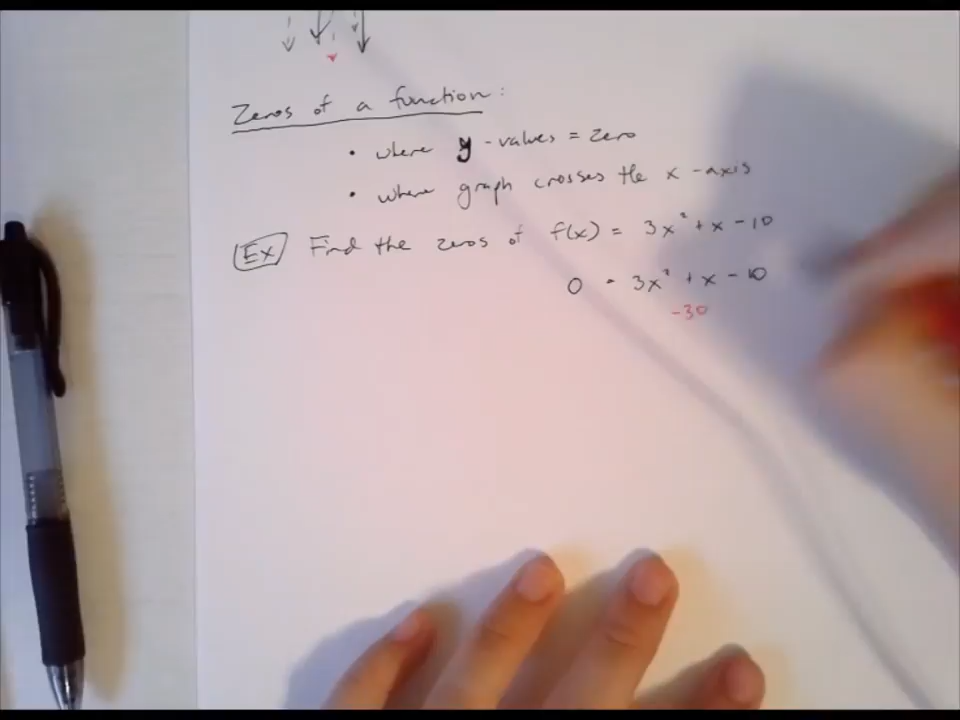 Zeros of a function:
• where y-values = zero
• where graph crosses the x-axis
Ex Find the zeros of f(x) = 3x² + x - 10
0 = 3x² + x - 10
-30